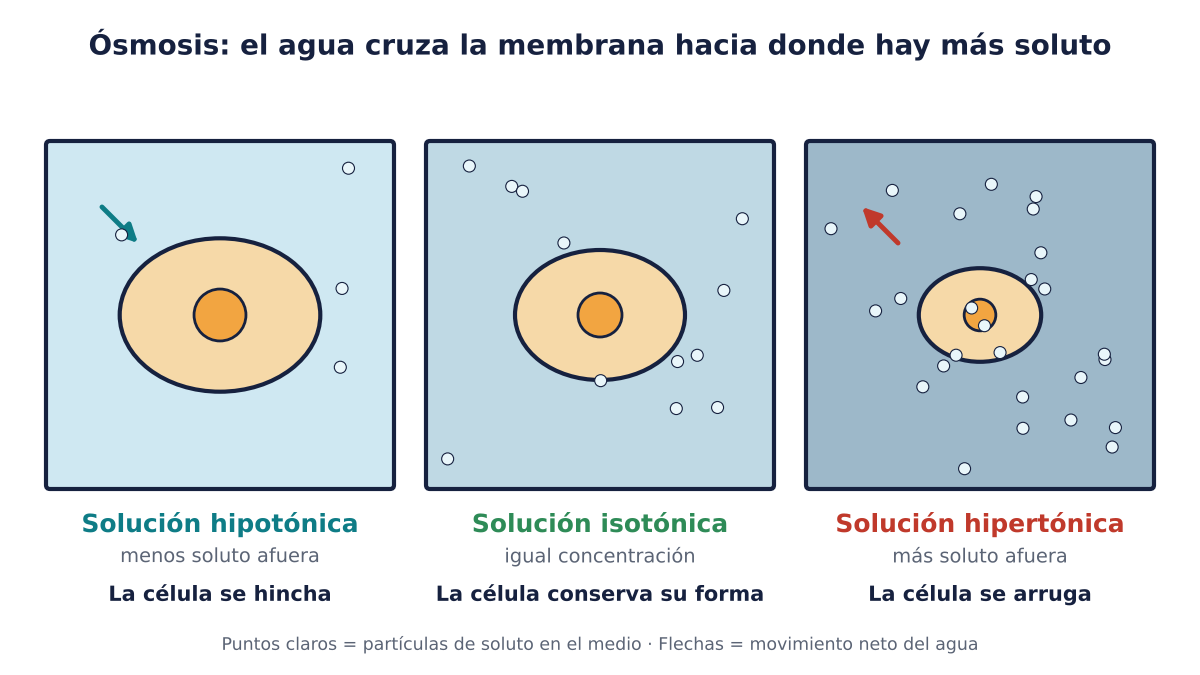 Ósmosis: el agua cruza la membrana hacia donde hay más soluto
Solución hipotónica
menos soluto afuera
La célula se hincha
Solución isotónica
igual concentración
La célula conserva su forma
Solución hipertónica
más soluto afuera
La célula se arruga
Puntos claros = partículas de soluto en el medio · Flechas = movimiento neto del agua